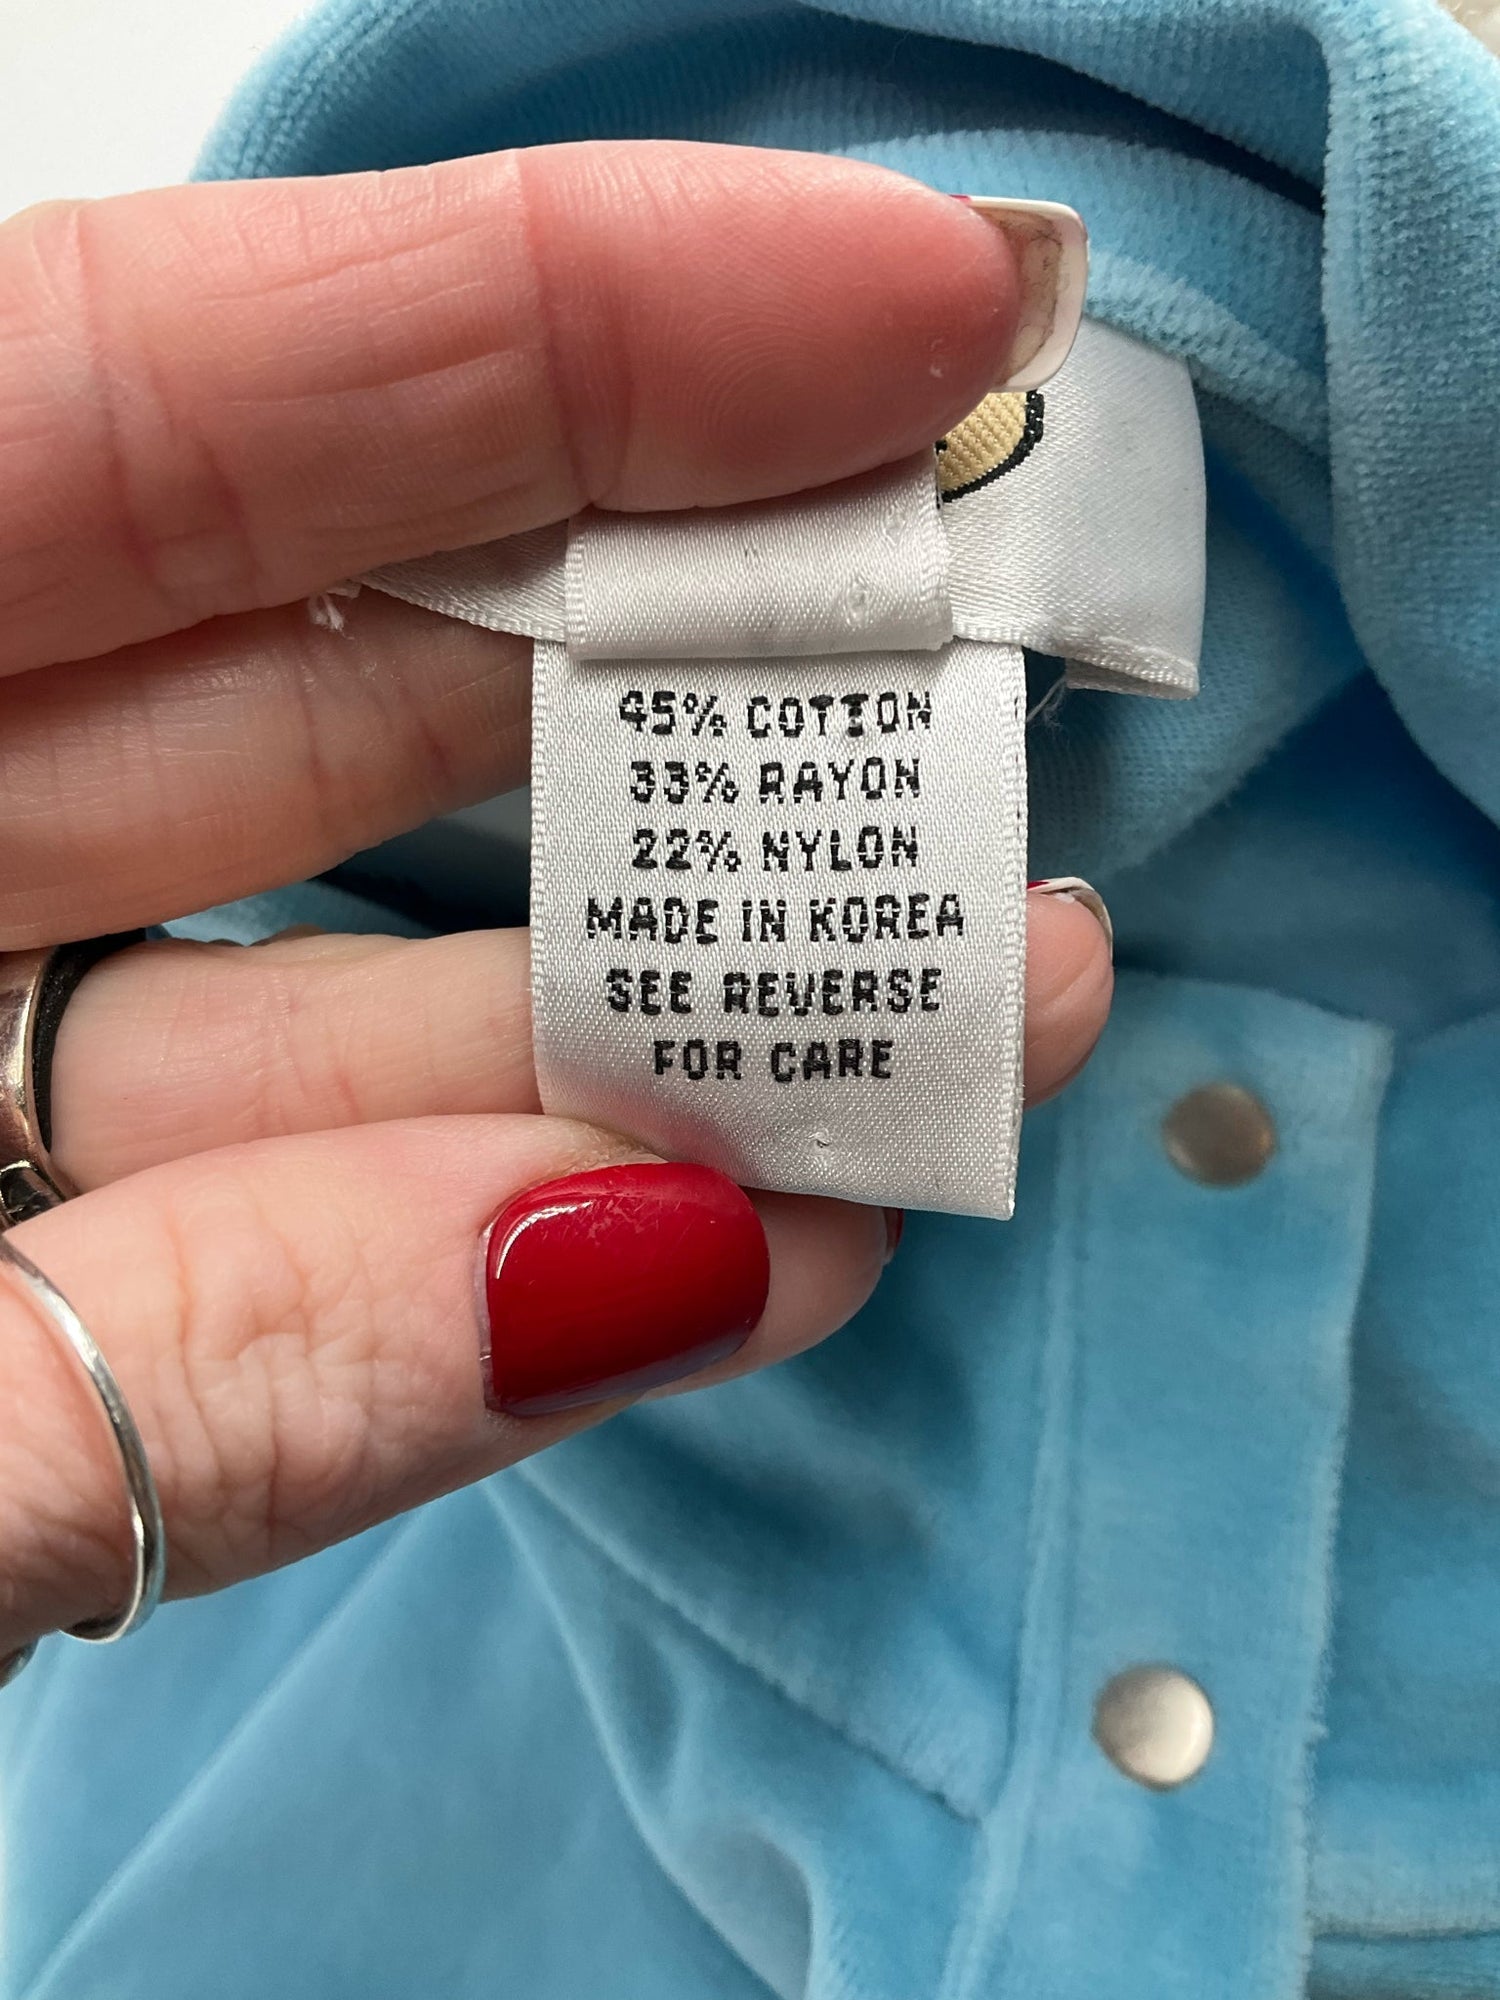 45% COTTON
33% RAYON
22% NYLON
MADE IN KOREA
SEE REVERSE
FOR CARE